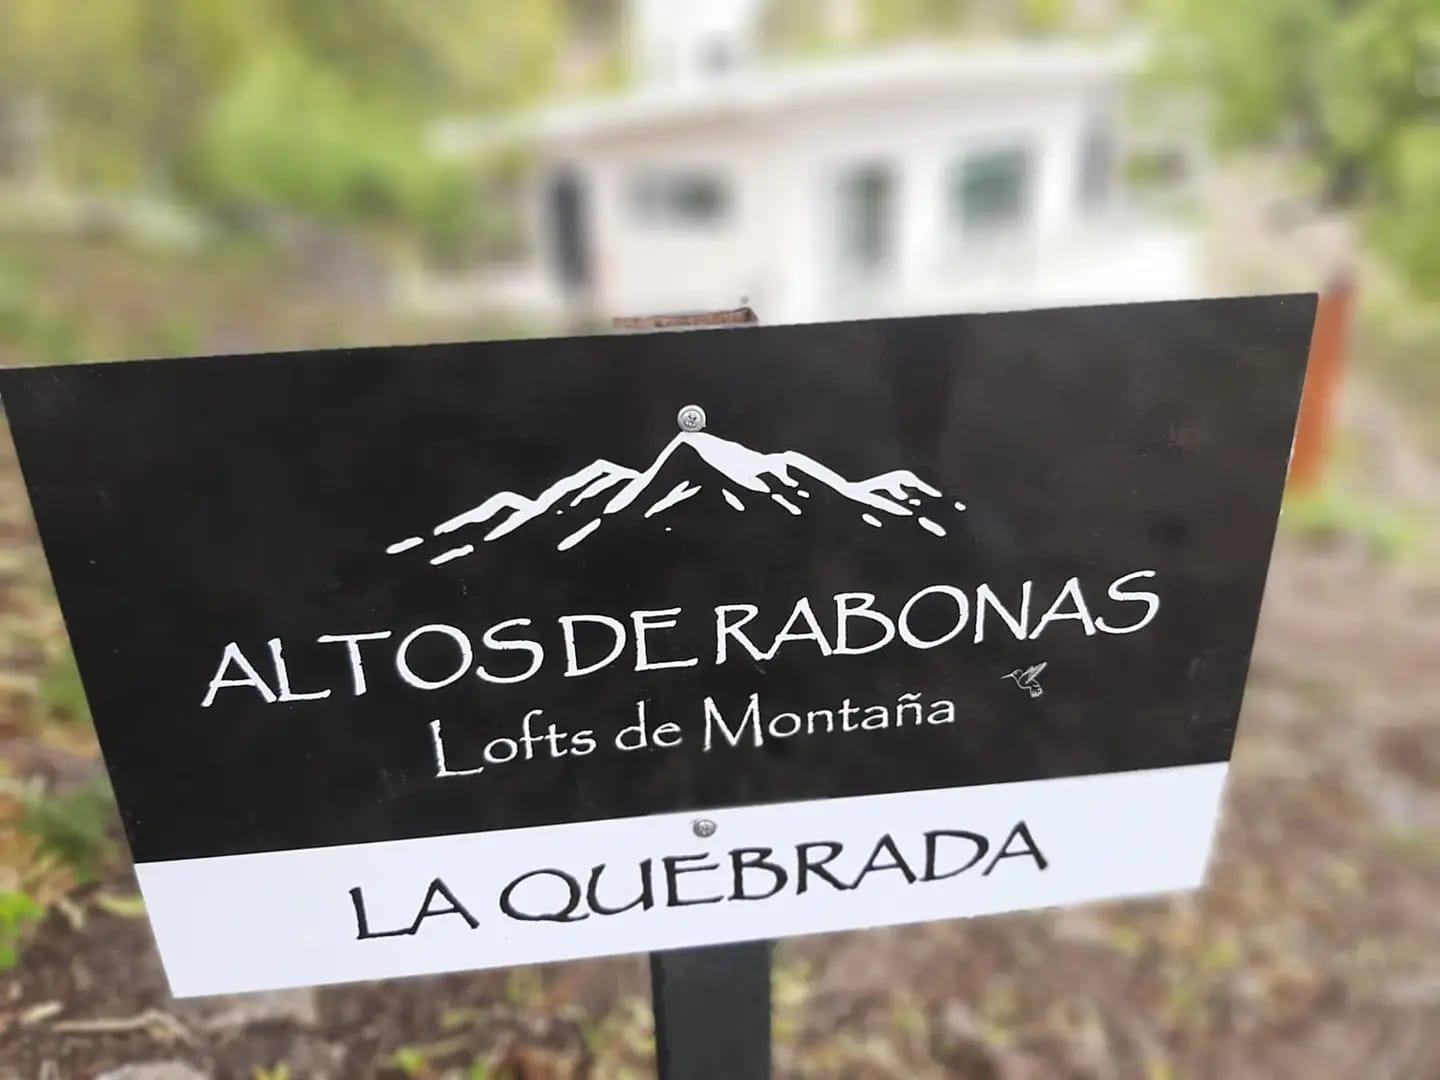 ALTOS DE RABONAS
Lofts de Montaña
LA QUEBRADA